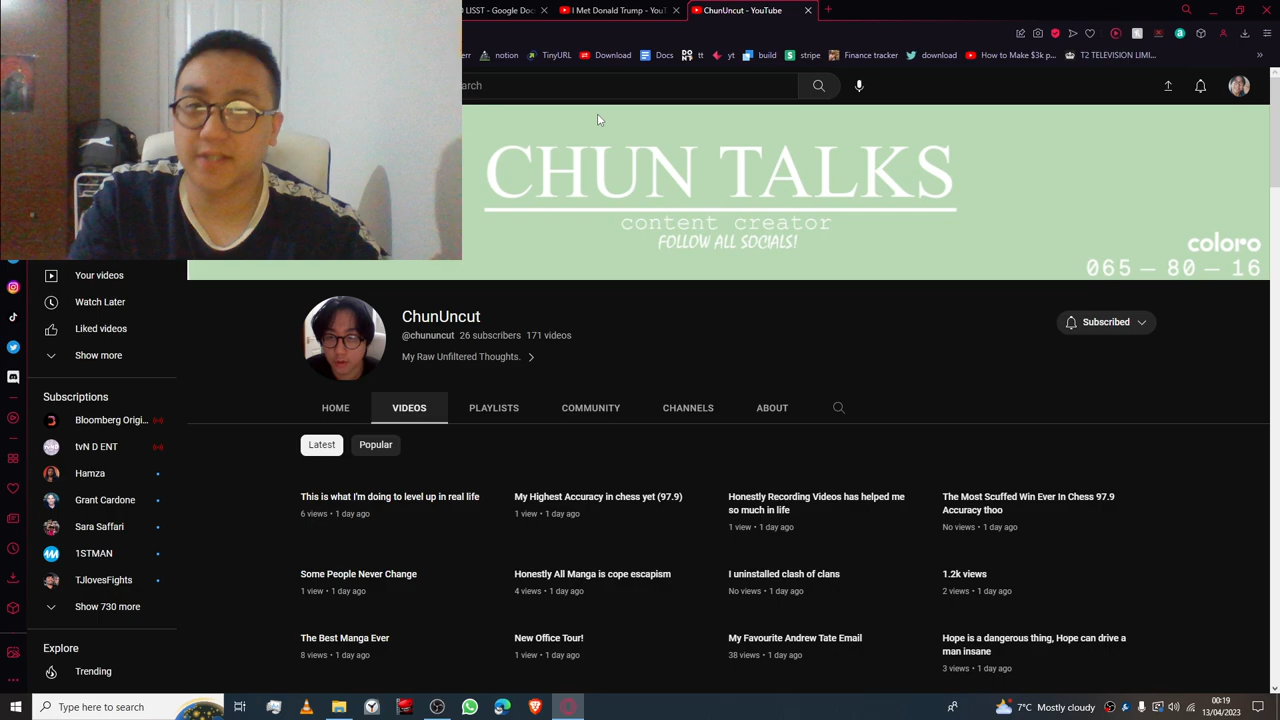 LISST - Google Doc
I Met Donald Trump - YouT
ChunUncut - YouTube
notion
TinyURL
Download
Docs
tt
yt
build
stripe
Finance tracker
download
How to Make $3k p...
T2 TELEVISION LIMI...
arch
CHUN TALKS
content creator
FOLLOW ALL SOCIALS!
coloro
065 — 80 — 16
Your videos
Watch Later
Liked videos
Show more
Subscriptions
Bloomberg Origi...
tvN D ENT
Hamza
Grant Cardone
Sara Saffari
1STMAN
TJlovesFights
Show 730 more
Explore
Trending
ChunUncut
@chununcut 26 subscribers 171 videos
My Raw Unfiltered Thoughts.
Subscribed
HOME VIDEOS PLAYLISTS COMMUNITY CHANNELS ABOUT
Latest Popular
This is what I'm doing to level up in real life
6 views • 1 day ago
My Highest Accuracy in chess yet (97.9)
1 view • 1 day ago
Honestly Recording Videos has helped me
so much in life
1 view • 1 day ago
The Most Scuffed Win Ever In Chess 97.9
Accuracy thoo
No views • 1 day ago
Some People Never Change
1 view • 1 day ago
Honestly All Manga is cope escapism
4 views • 1 day ago
I uninstalled clash of clans
No views • 1 day ago
1.2k views
2 views • 1 day ago
The Best Manga Ever
8 views • 1 day ago
New Office Tour!
1 view • 1 day ago
My Favourite Andrew Tate Email
38 views • 1 day ago
Hope is a dangerous thing, Hope can drive a
man insane
3 views • 1 day ago
Type here to search
7°C Mostly cloudy
00:19
13/04/2023